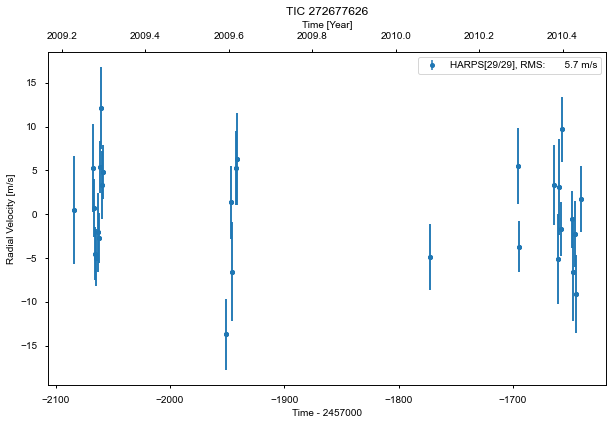 TIC 272677626
Time [Year]
2009.2 2009.4 2009.6 2009.8 2010.0 2010.2 2010.4
HARPS[29/29], RMS: 5.7 m/s
15
10
5
0
−5
−10
−15
Radial Velocity [m/s]
−2100 −2000 −1900 −1800 −1700
Time - 2457000